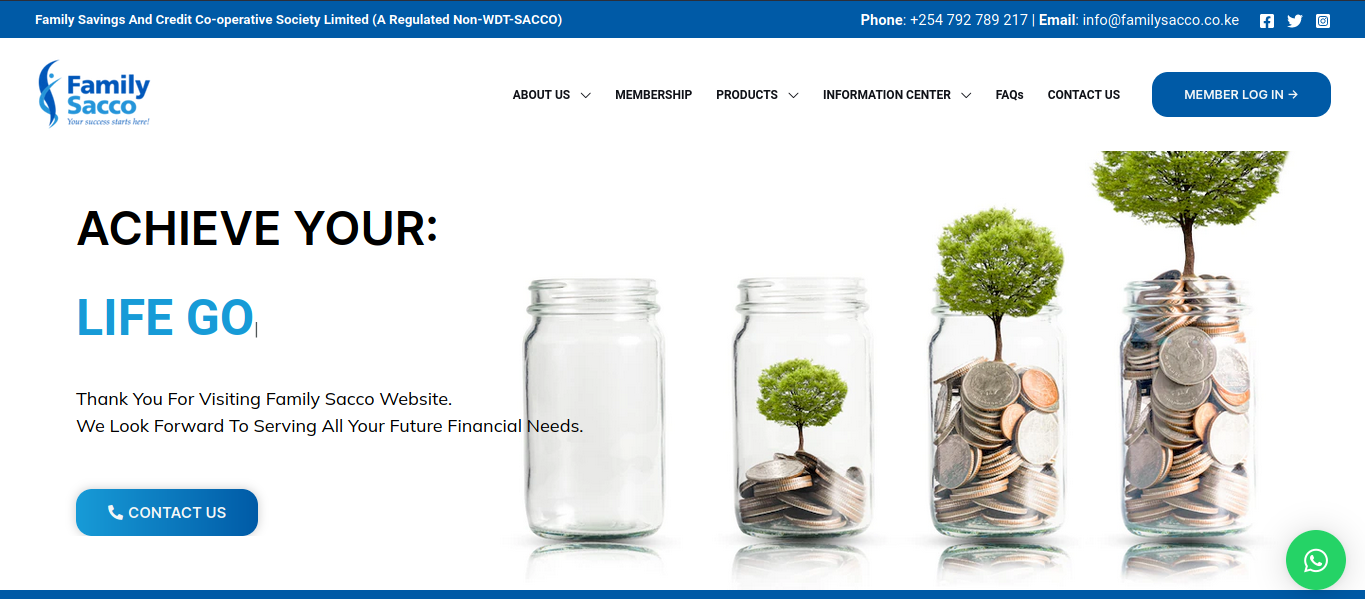 Family Savings And Credit Co-operative Society Limited (A Regulated Non-WDT-SACCO)
Phone: +254 792 789 217 | Email: info@familysacco.co.ke
Family
Sacco
Your success starts here!
ABOUT US
MEMBERSHIP
PRODUCTS
INFORMATION CENTER
FAQs
CONTACT US
MEMBER LOG IN →
ACHIEVE YOUR:
LIFE GO|
Thank You For Visiting Family Sacco Website.
We Look Forward To Serving All Your Future Financial Needs.
CONTACT US